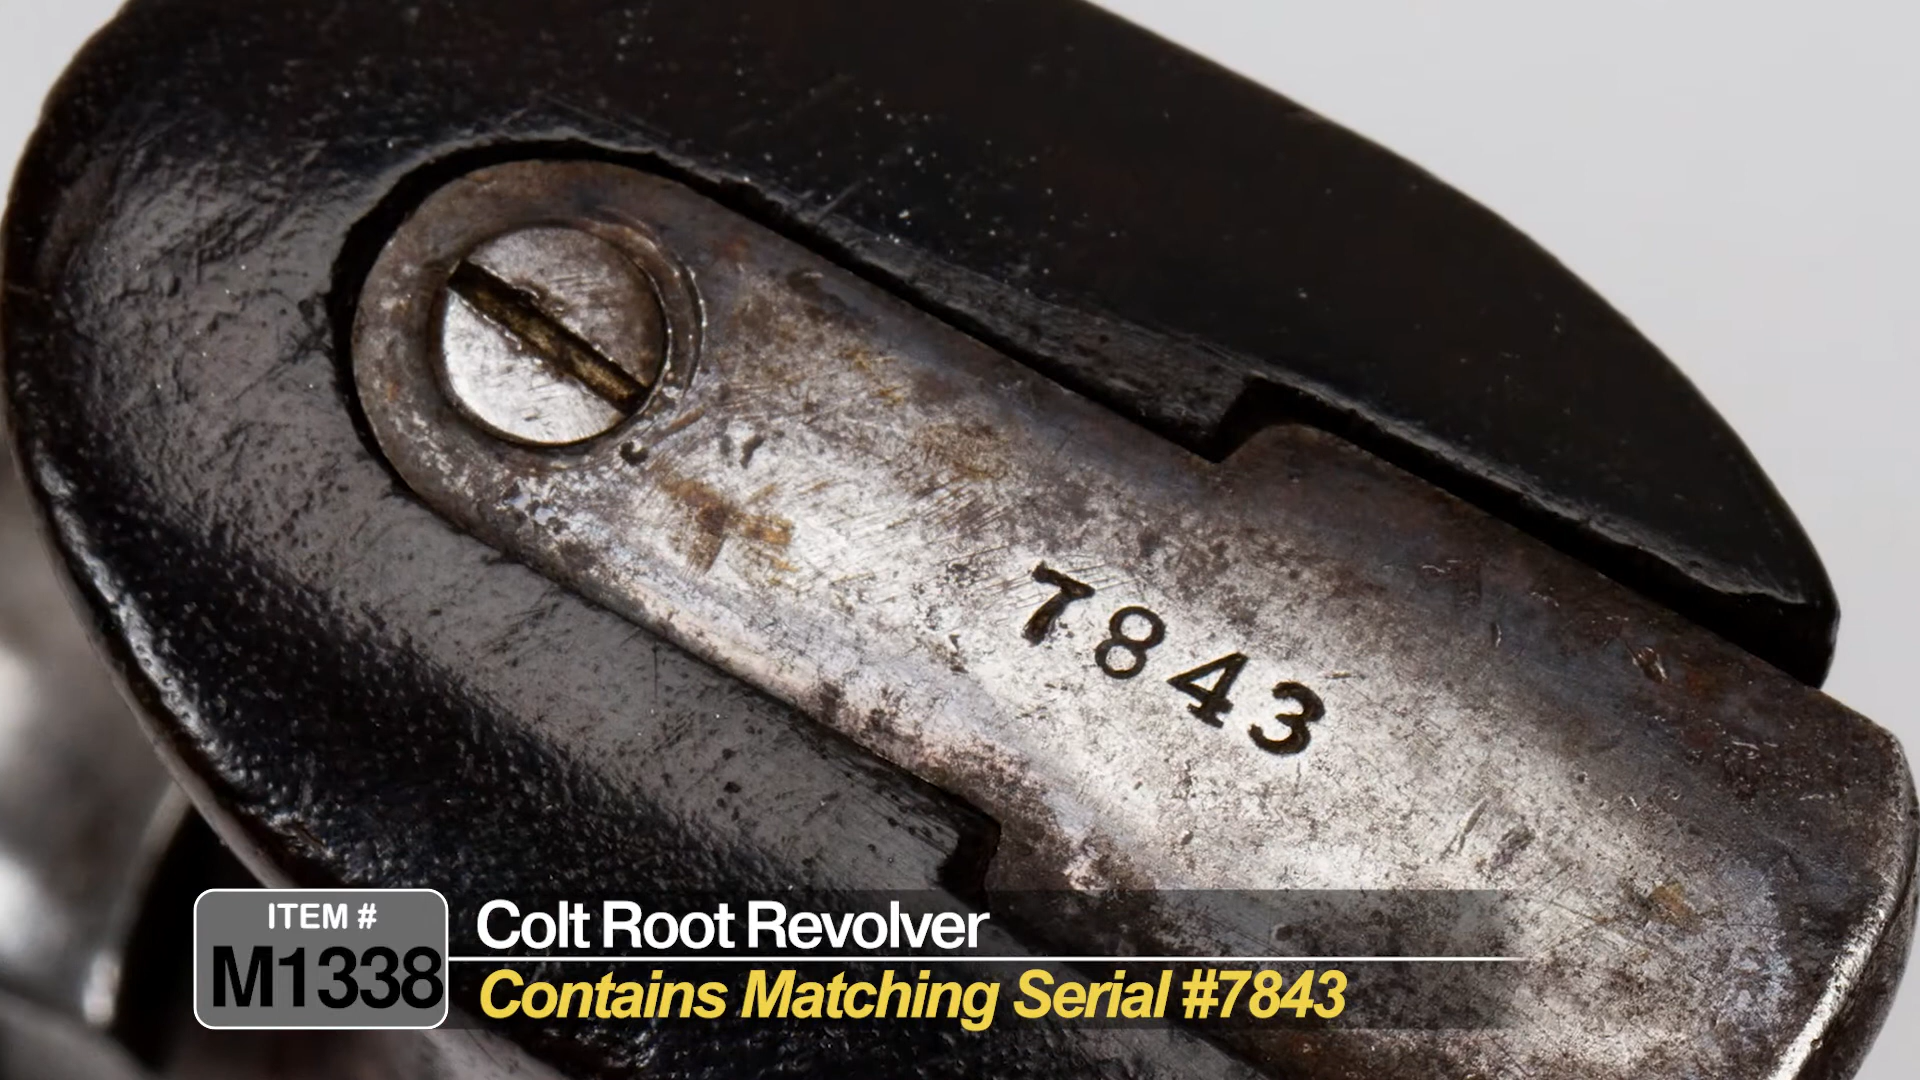 7843
ITEM #
M1338
Colt Root Revolver
Contains Matching Serial #7843